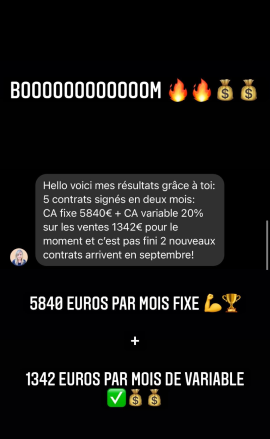 BOOOOOOOOOOOOM 🔥🔥💰💰
Hello voici mes résultats grâce à toi:
5 contrats signés en deux mois:
CA fixe 5840€ + CA variable 20%
sur les ventes 1342€ pour le
moment et c'est pas fini 2 nouveaux
contrats arrivent en septembre!
5840 EUROS PAR MOIS FIXE 💪🏆
+
1342 EUROS PAR MOIS DE VARIABLE
✅💰💰